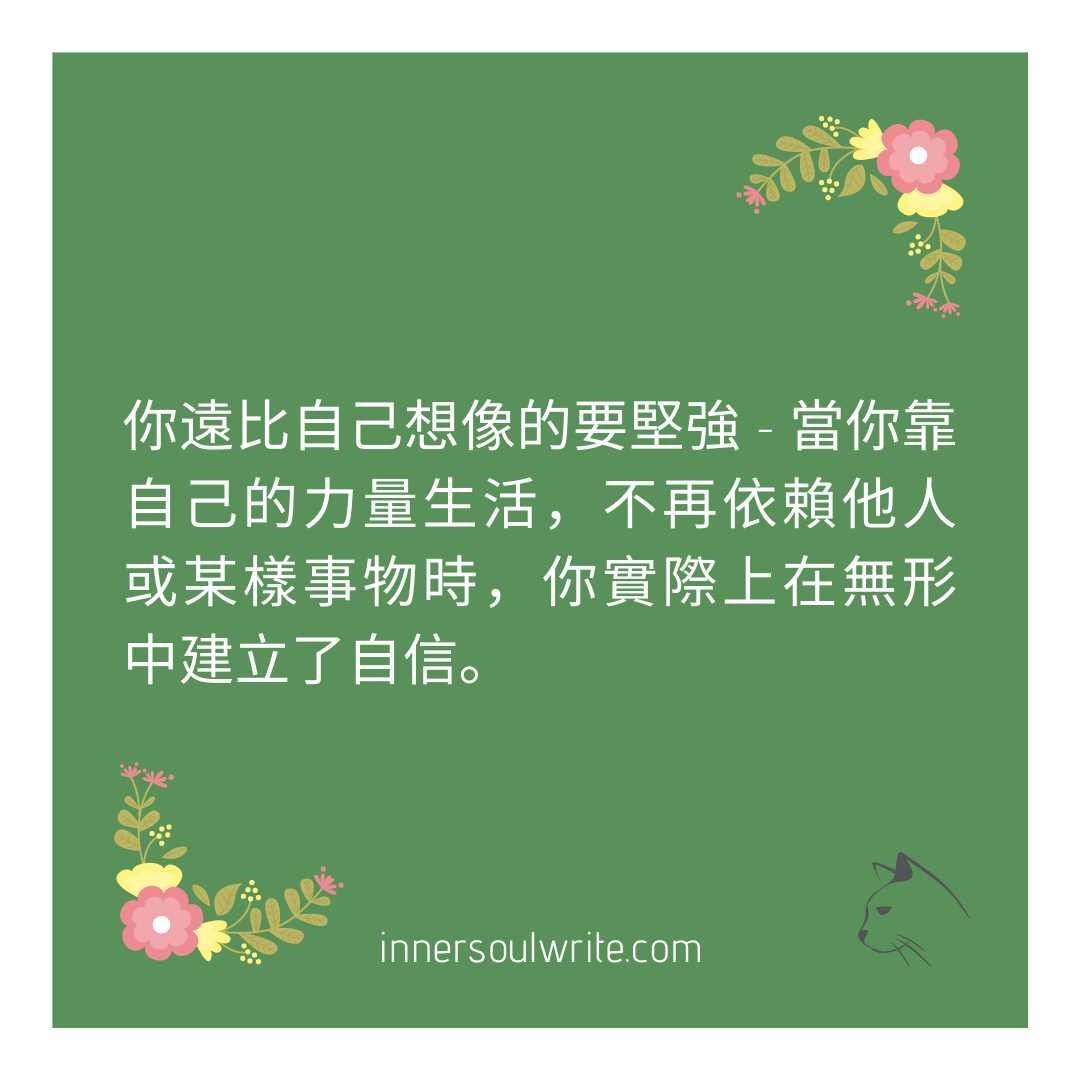 你遠比自己想像的要堅強 - 當你靠
自己的力量生活，不再依賴他人
或某樣事物時，你實際上在無形
中建立了自信。
innersoulwrite.com